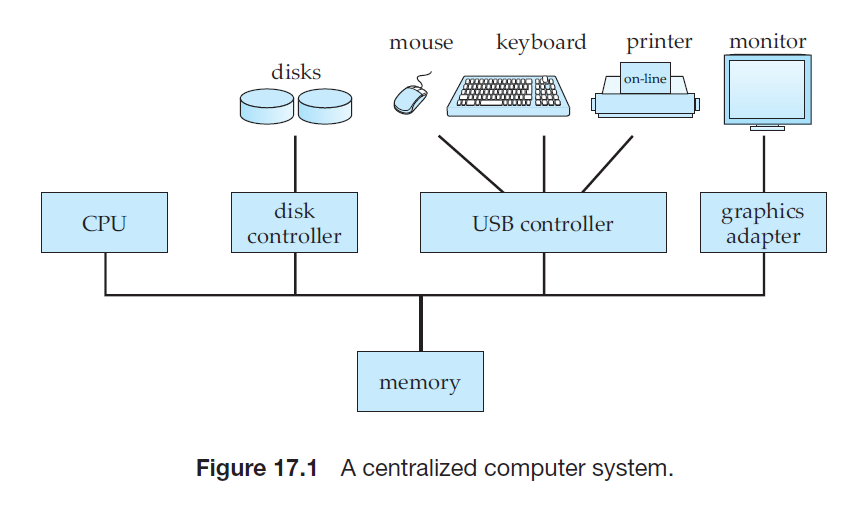 mouse keyboard printer monitor
disks
on-line
CPU
disk
controller
USB controller
graphics
adapter
memory
Figure 17.1 A centralized computer system.